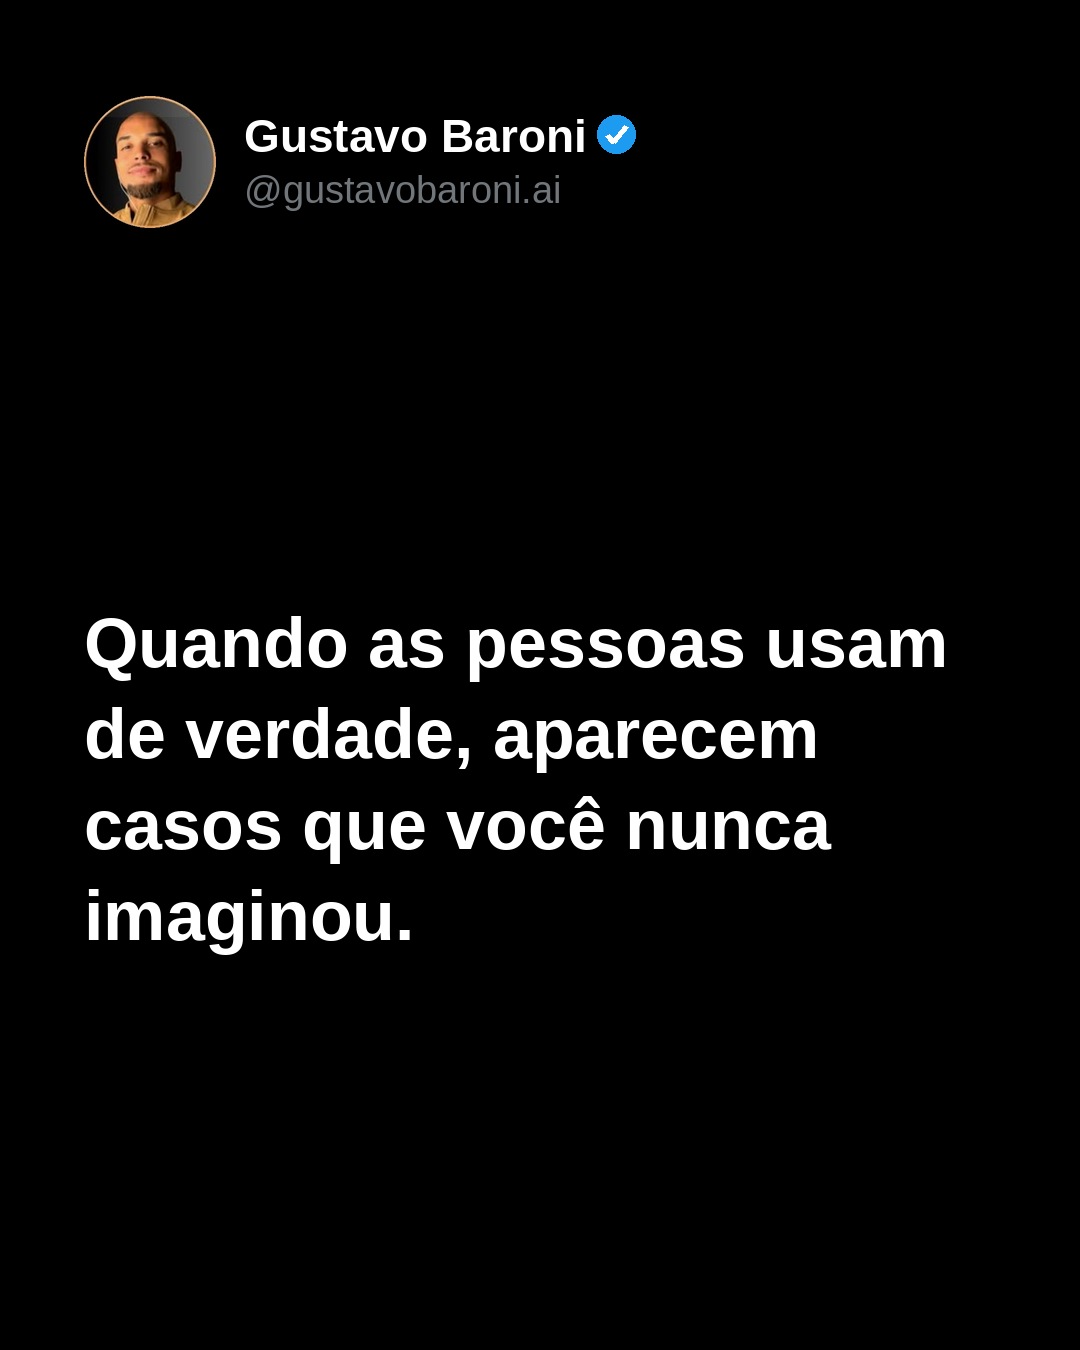 Gustavo Baroni
@gustavobaroni.ai
Quando as pessoas usam
de verdade, aparecem
casos que você nunca
imaginou.